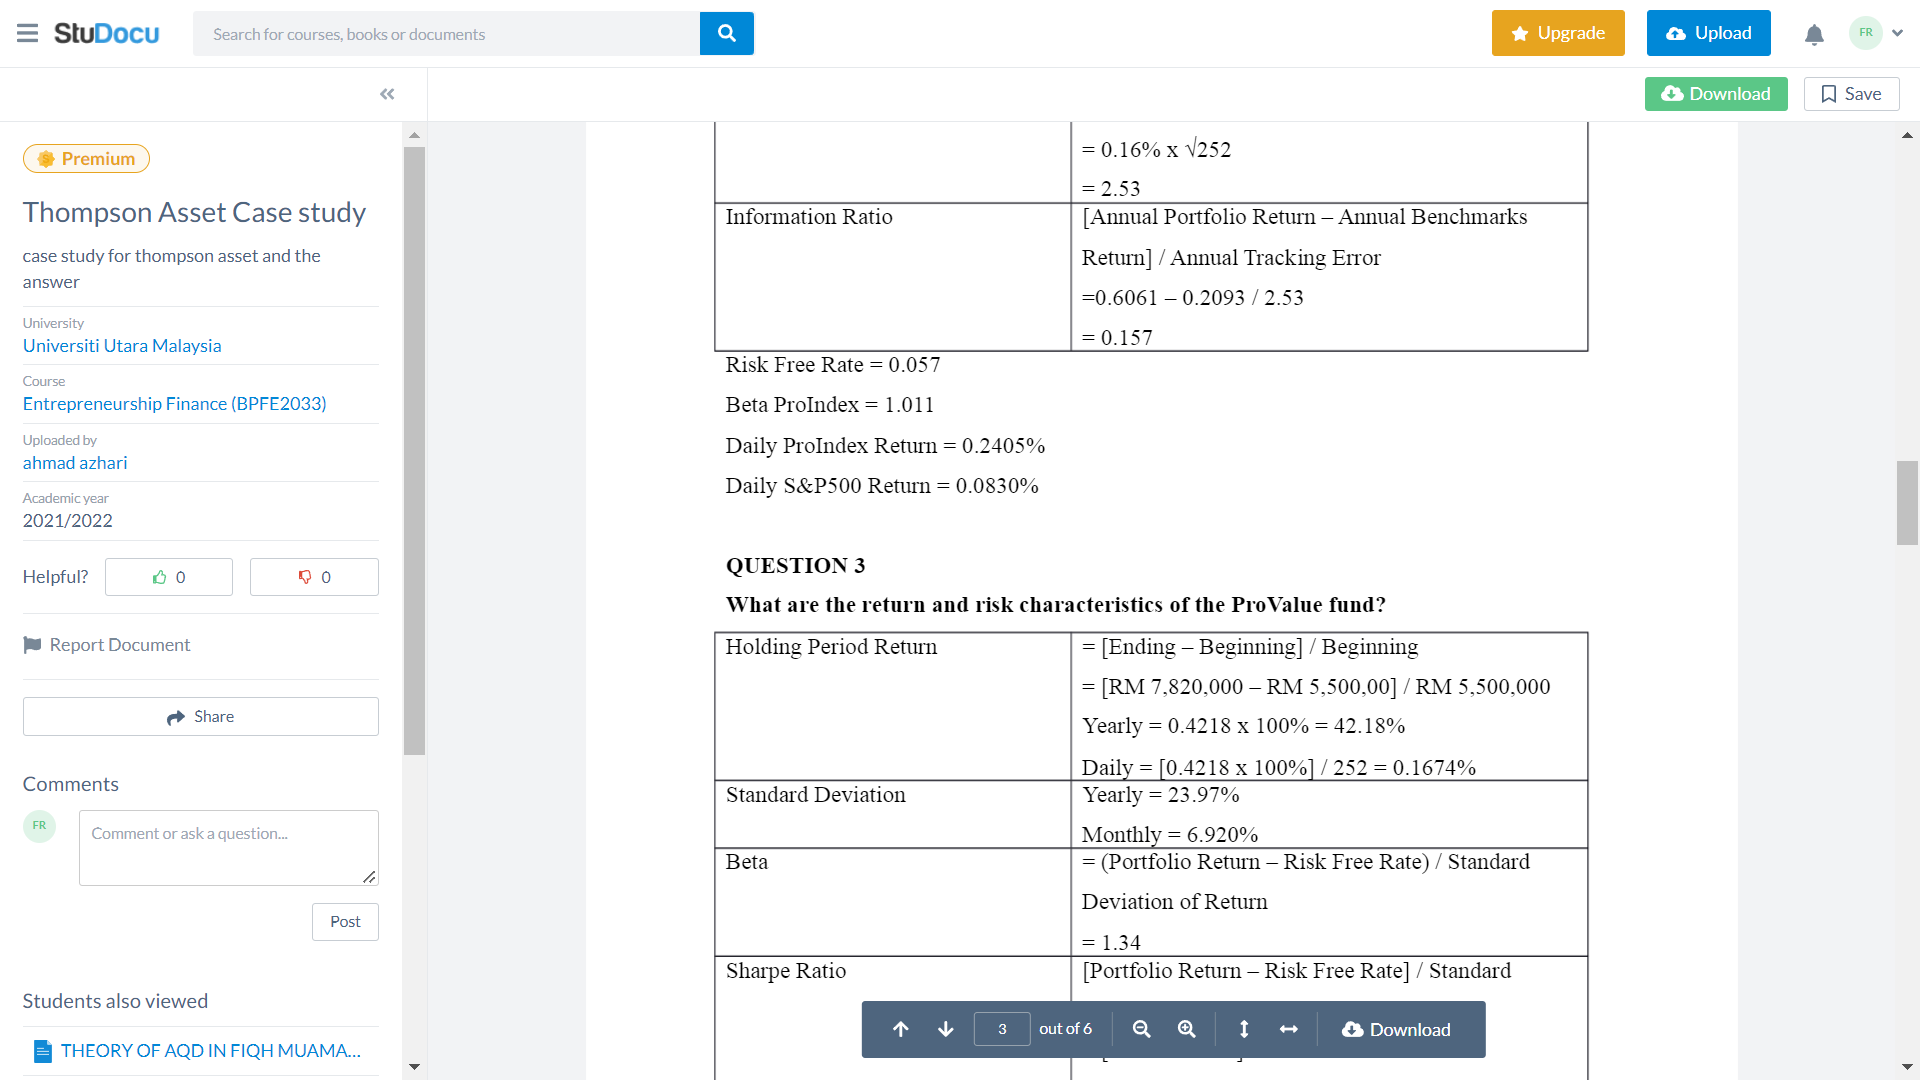 StuDocu
Search for courses, books or documents
Upgrade
Upload
FR
Download
Save
Premium
Thompson Asset Case study
case study for thompson asset and the
answer
University
Universiti Utara Malaysia
Course
Entrepreneurship Finance (BPFE2033)
Uploaded by
ahmad azhari
Academic year
2021/2022
Helpful?
0
0
Report Document
Share
Comments
FR
Comment or ask a question...
Post
Students also viewed
THEORY OF AQD IN FIQH MUAMA...
= 0.16% x √252
= 2.53
Information Ratio
[Annual Portfolio Return – Annual Benchmarks
Return] / Annual Tracking Error
=0.6061 – 0.2093 / 2.53
= 0.157
Risk Free Rate = 0.057
Beta ProIndex = 1.011
Daily ProIndex Return = 0.2405%
Daily S&P500 Return = 0.0830%
QUESTION 3
What are the return and risk characteristics of the ProValue fund?
Holding Period Return
= [Ending – Beginning] / Beginning
= [RM 7,820,000 – RM 5,500,00] / RM 5,500,000
Yearly = 0.4218 x 100% = 42.18%
Daily = [0.4218 x 100%] / 252 = 0.1674%
Standard Deviation
Yearly = 23.97%
Monthly = 6.920%
Beta
= (Portfolio Return – Risk Free Rate) / Standard
Deviation of Return
= 1.34
Sharpe Ratio
[Portfolio Return – Risk Free Rate] / Standard
3
out of 6
Download